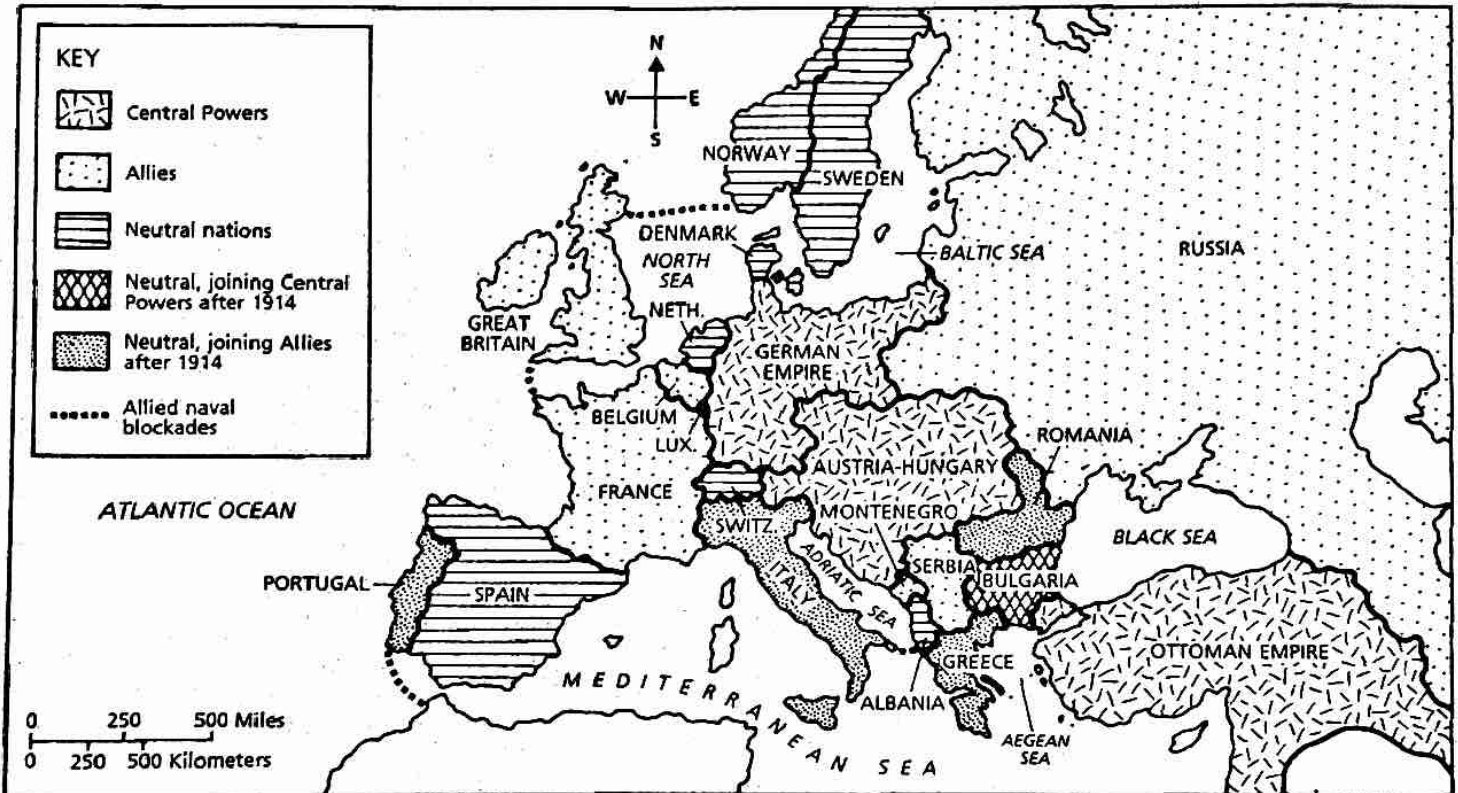 KEY
Central Powers
Allies
Neutral nations
Neutral, joining Central
Powers after 1914
Neutral, joining Allies
after 1914
Allied naval
blockades
N
W E
S
NORWAY
SWEDEN
DENMARK
NORTH
SEA
BALTIC SEA
RUSSIA
NETH.
GREAT
BRITAIN
GERMAN
EMPIRE
BELGIUM
LUX.
ROMANIA
AUSTRIA-HUNGARY
FRANCE
SWITZ.
MONTENEGRO
ATLANTIC OCEAN
BLACK SEA
SERBIA
ADRIATIC SEA
ITALY
BULGARIA
PORTUGAL
SPAIN
OTTOMAN EMPIRE
GREECE
ALBANIA
MEDITERRANEAN SEA
AEGEAN
SEA
0 250 500 Miles
0 250 500 Kilometers